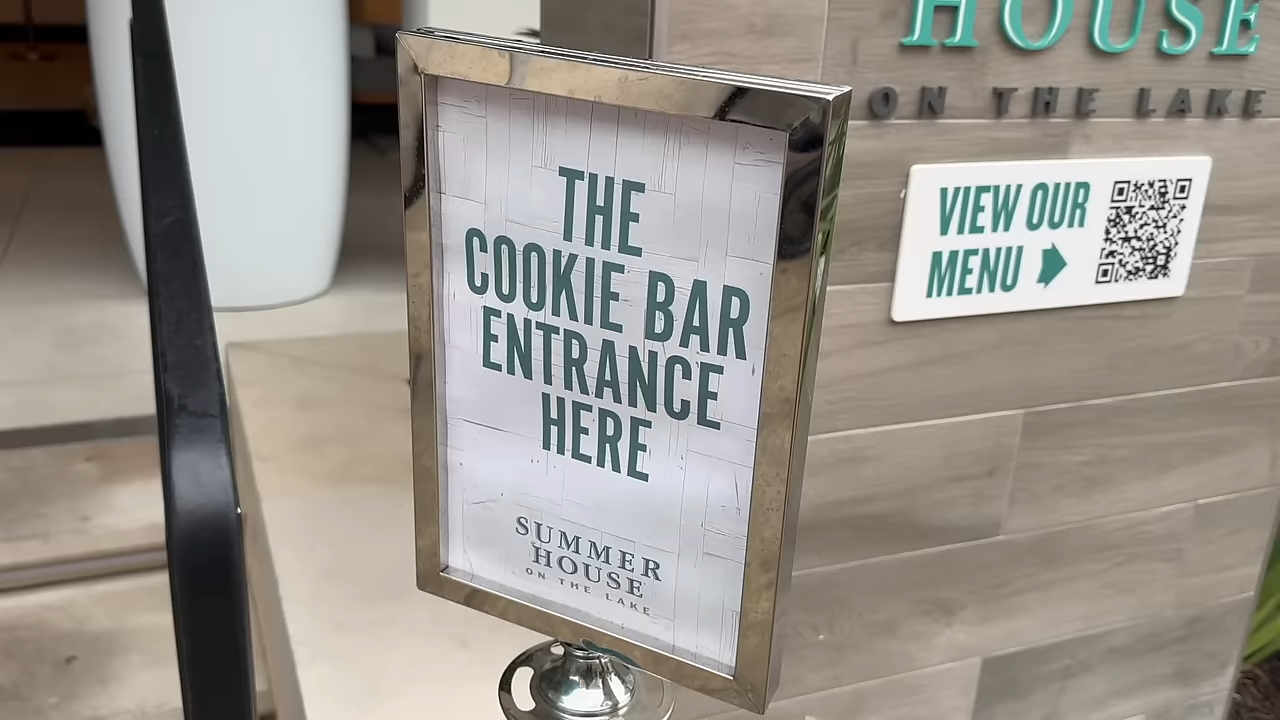 THE
COOKIE BAR
ENTRANCE
HERE
SUMMER
HOUSE
ON THE LAKE
HOUSE
ON THE LAKE
VIEW OUR
MENU